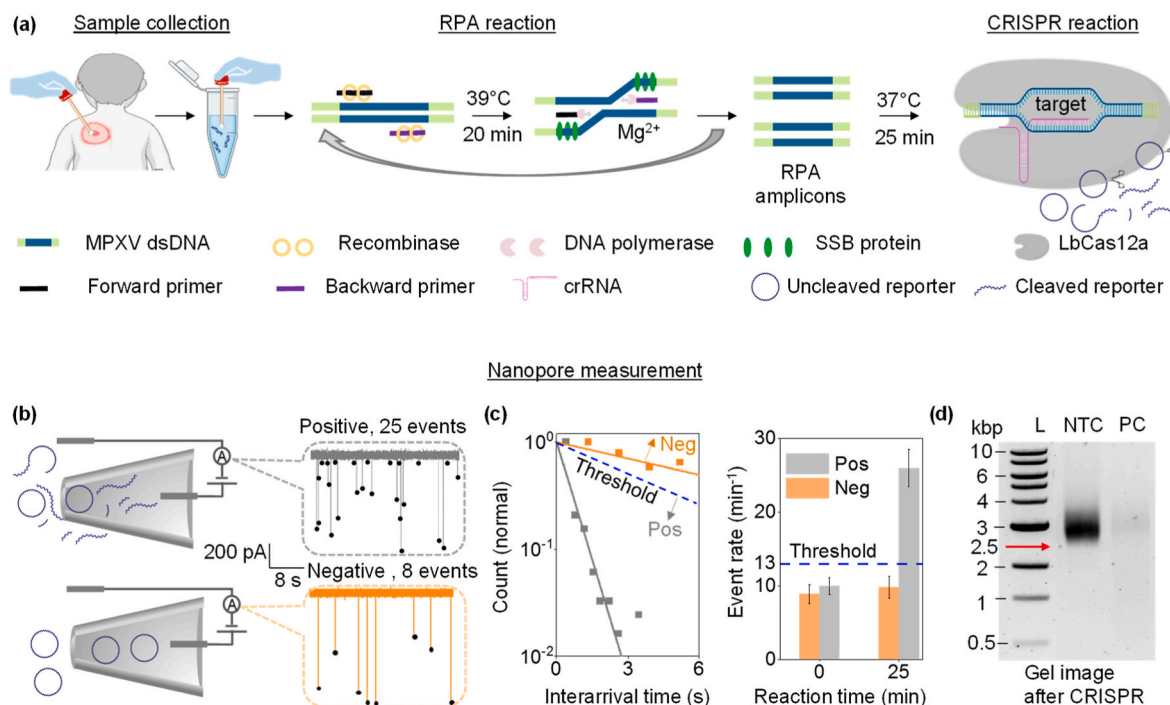 (a)
Sample collection
RPA reaction
CRISPR reaction
39°C
20 min
Mg2+
37°C
25 min
target
RPA
amplicons
MPXV dsDNA
Recombinase
DNA polymerase
SSB protein
LbCas12a
Forward primer
Backward primer
crRNA
Uncleaved reporter
Cleaved reporter
Nanopore measurement
(b)
A
Positive, 25 events
200 pA
8 s
A
Negative , 8 events
(c)
10⁰
10⁻¹
10⁻²
Count (normal)
Neg
Threshold
Pos
0 3 6
Interarrival time (s)
30
20
13
10
0
Event rate (min⁻¹)
Pos
Neg
Threshold
0 25
Reaction time (min)
(d)
kbp L NTC PC
10
6
4
3
2.5
2
1
0.5
Gel image
after CRISPR